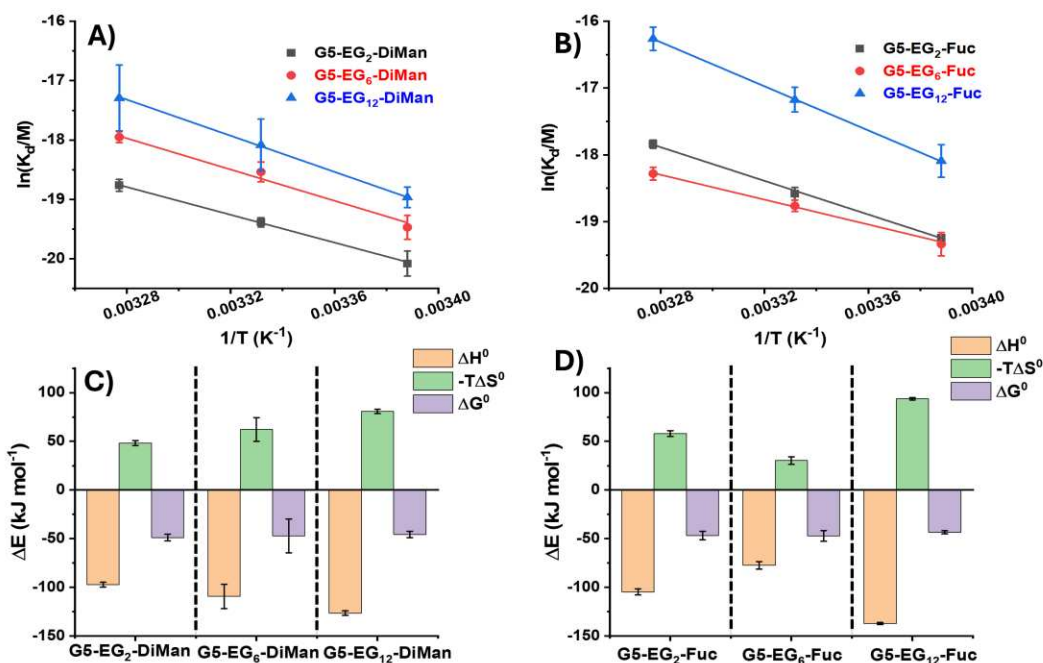 A)
G5-EG₂-DiMan
G5-EG₆-DiMan
G5-EG₁₂-DiMan
ln(K_d/M)
-16
-17
-18
-19
-20
0.00328
0.00332
0.00336
0.00340
1/T (K⁻¹)
B)
G5-EG₂-Fuc
G5-EG₆-Fuc
G5-EG₁₂-Fuc
ln(K_d/M)
-16
-17
-18
-19
-20
0.00328
0.00332
0.00336
0.00340
1/T (K⁻¹)
C)
ΔH⁰
-TΔS⁰
ΔG⁰
ΔE (kJ mol⁻¹)
100
50
0
-50
-100
-150
G5-EG₂-DiMan
G5-EG₆-DiMan
G5-EG₁₂-DiMan
D)
ΔH⁰
-TΔS⁰
ΔG⁰
ΔE (kJ mol⁻¹)
100
50
0
-50
-100
-150
G5-EG₂-Fuc
G5-EG₆-Fuc
G5-EG₁₂-Fuc